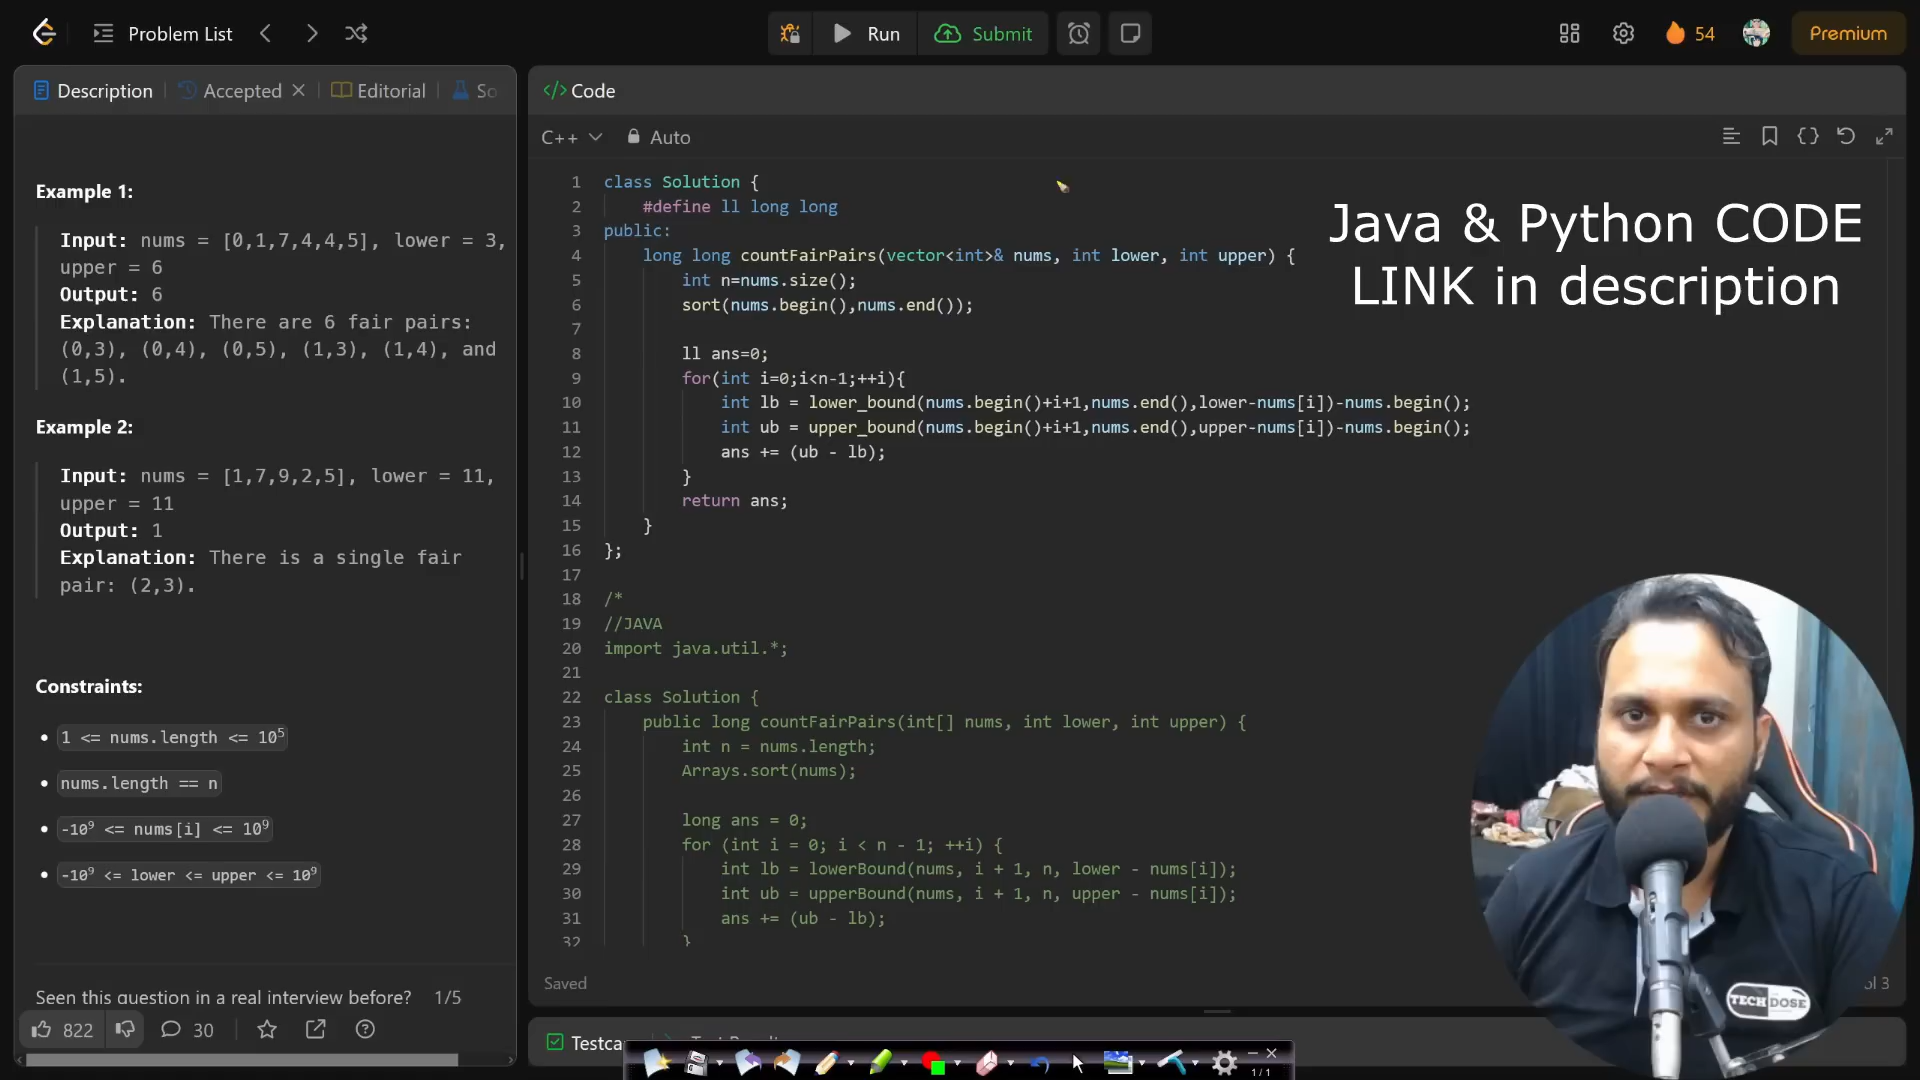 Problem List
Run
Submit
54
Premium
Description
Accepted
Editorial
So
Example 1:
Input: nums = [0,1,7,4,4,5], lower = 3,
upper = 6
Output: 6
Explanation: There are 6 fair pairs:
(0,3), (0,4), (0,5), (1,3), (1,4), and
(1,5).
Example 2:
Input: nums = [1,7,9,2,5], lower = 11,
upper = 11
Output: 1
Explanation: There is a single fair
pair: (2,3).
Constraints:
1 <= nums.length <= 10⁵
nums.length == n
-10⁹ <= nums[i] <= 10⁹
-10⁹ <= lower <= upper <= 10⁹
Seen this question in a real interview before? 1/5
822
30
</> Code
C++
Auto
1 class Solution {
2 #define ll long long
3 public:
4 long long countFairPairs(vector<int>& nums, int lower, int upper) {
5 int n=nums.size();
6 sort(nums.begin(),nums.end());
7
8 ll ans=0;
9 for(int i=0;i<n-1;++i){
10 int lb = lower_bound(nums.begin()+i+1,nums.end(),lower-nums[i])-nums.begin();
11 int ub = upper_bound(nums.begin()+i+1,nums.end(),upper-nums[i])-nums.begin();
12 ans += (ub - lb);
13 }
14 return ans;
15 }
16 };
17
18 /*
19 //JAVA
20 import java.util.*;
21
22 class Solution {
23 public long countFairPairs(int[] nums, int lower, int upper) {
24 int n = nums.length;
25 Arrays.sort(nums);
26
27 long ans = 0;
28 for (int i = 0; i < n - 1; ++i) {
29 int lb = lowerBound(nums, i + 1, n, lower - nums[i]);
30 int ub = upperBound(nums, i + 1, n, upper - nums[i]);
31 ans += (ub - lb);
32 }
Java & Python CODE
LINK in description
TECH DOSE
Saved
ol 3
Testca
1/1